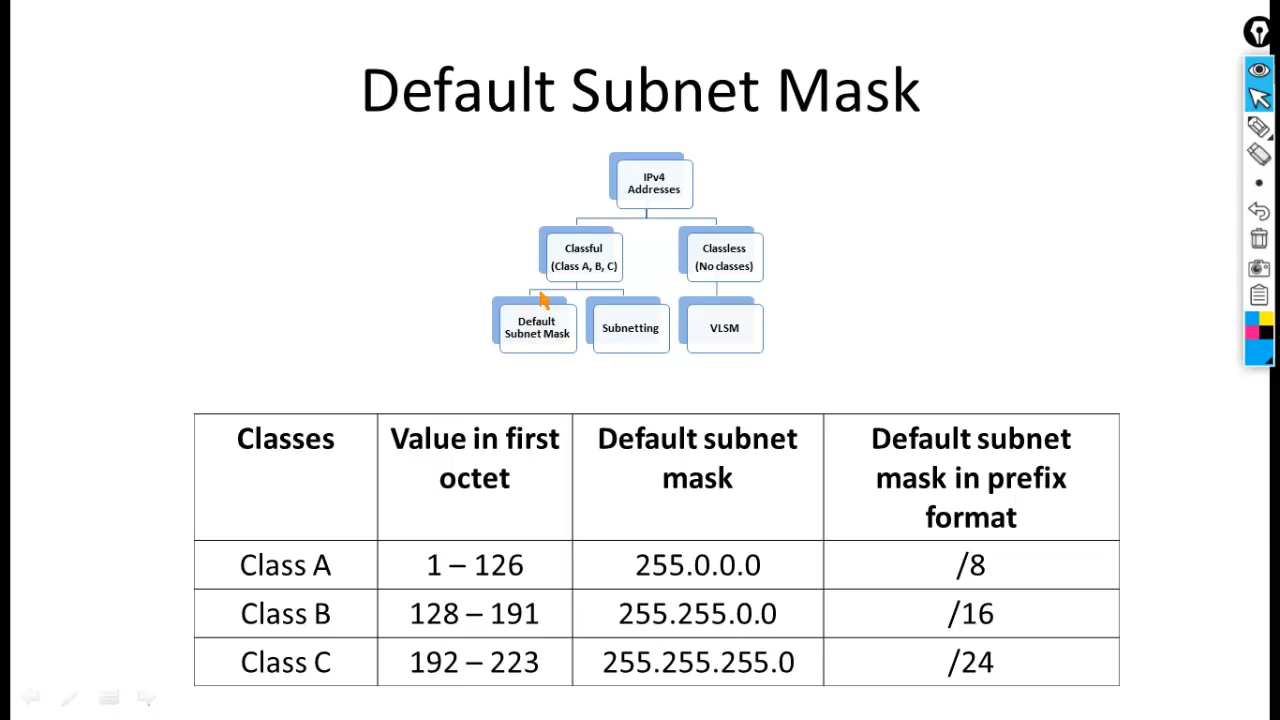 Default Subnet Mask
IPv4
Addresses
Classful
(Class A, B, C)
Classless
(No classes)
Default
Subnet Mask
Subnetting
VLSM
Classes
Value in first
octet
Default subnet
mask
Default subnet
mask in prefix
format
Class A
1 – 126
255.0.0.0
/8
Class B
128 – 191
255.255.0.0
/16
Class C
192 – 223
255.255.255.0
/24